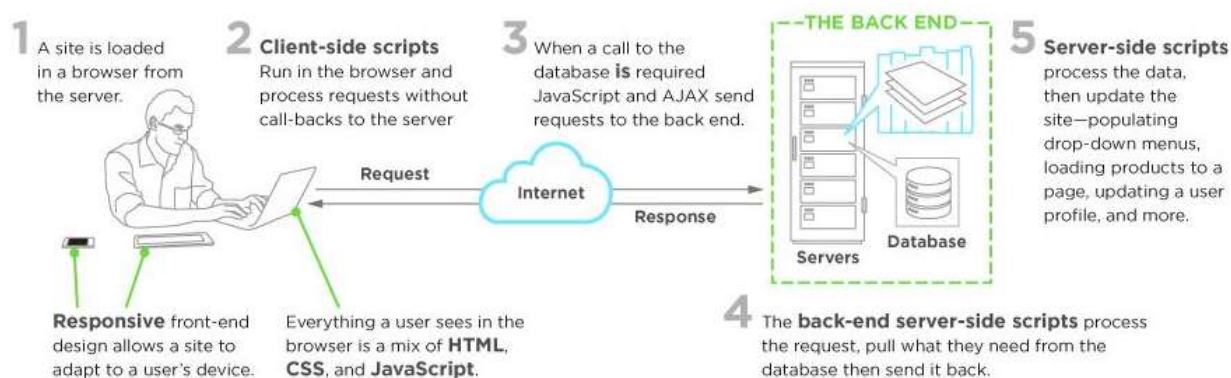 1
A site is loaded
in a browser from
the server.
2
Client-side scripts
Run in the browser and
process requests without
call-backs to the server
3
When a call to the
database is required
JavaScript and AJAX send
requests to the back end.
THE BACK END
5
Server-side scripts
process the data,
then update the
site—populating
drop-down menus,
loading products to a
page, updating a user
profile, and more.
Request
Internet
Response
Servers
Database
Responsive front-end
design allows a site to
adapt to a user's device.
Everything a user sees in the
browser is a mix of HTML,
CSS, and JavaScript.
4
The back-end server-side scripts process
the request, pull what they need from the
database then send it back.